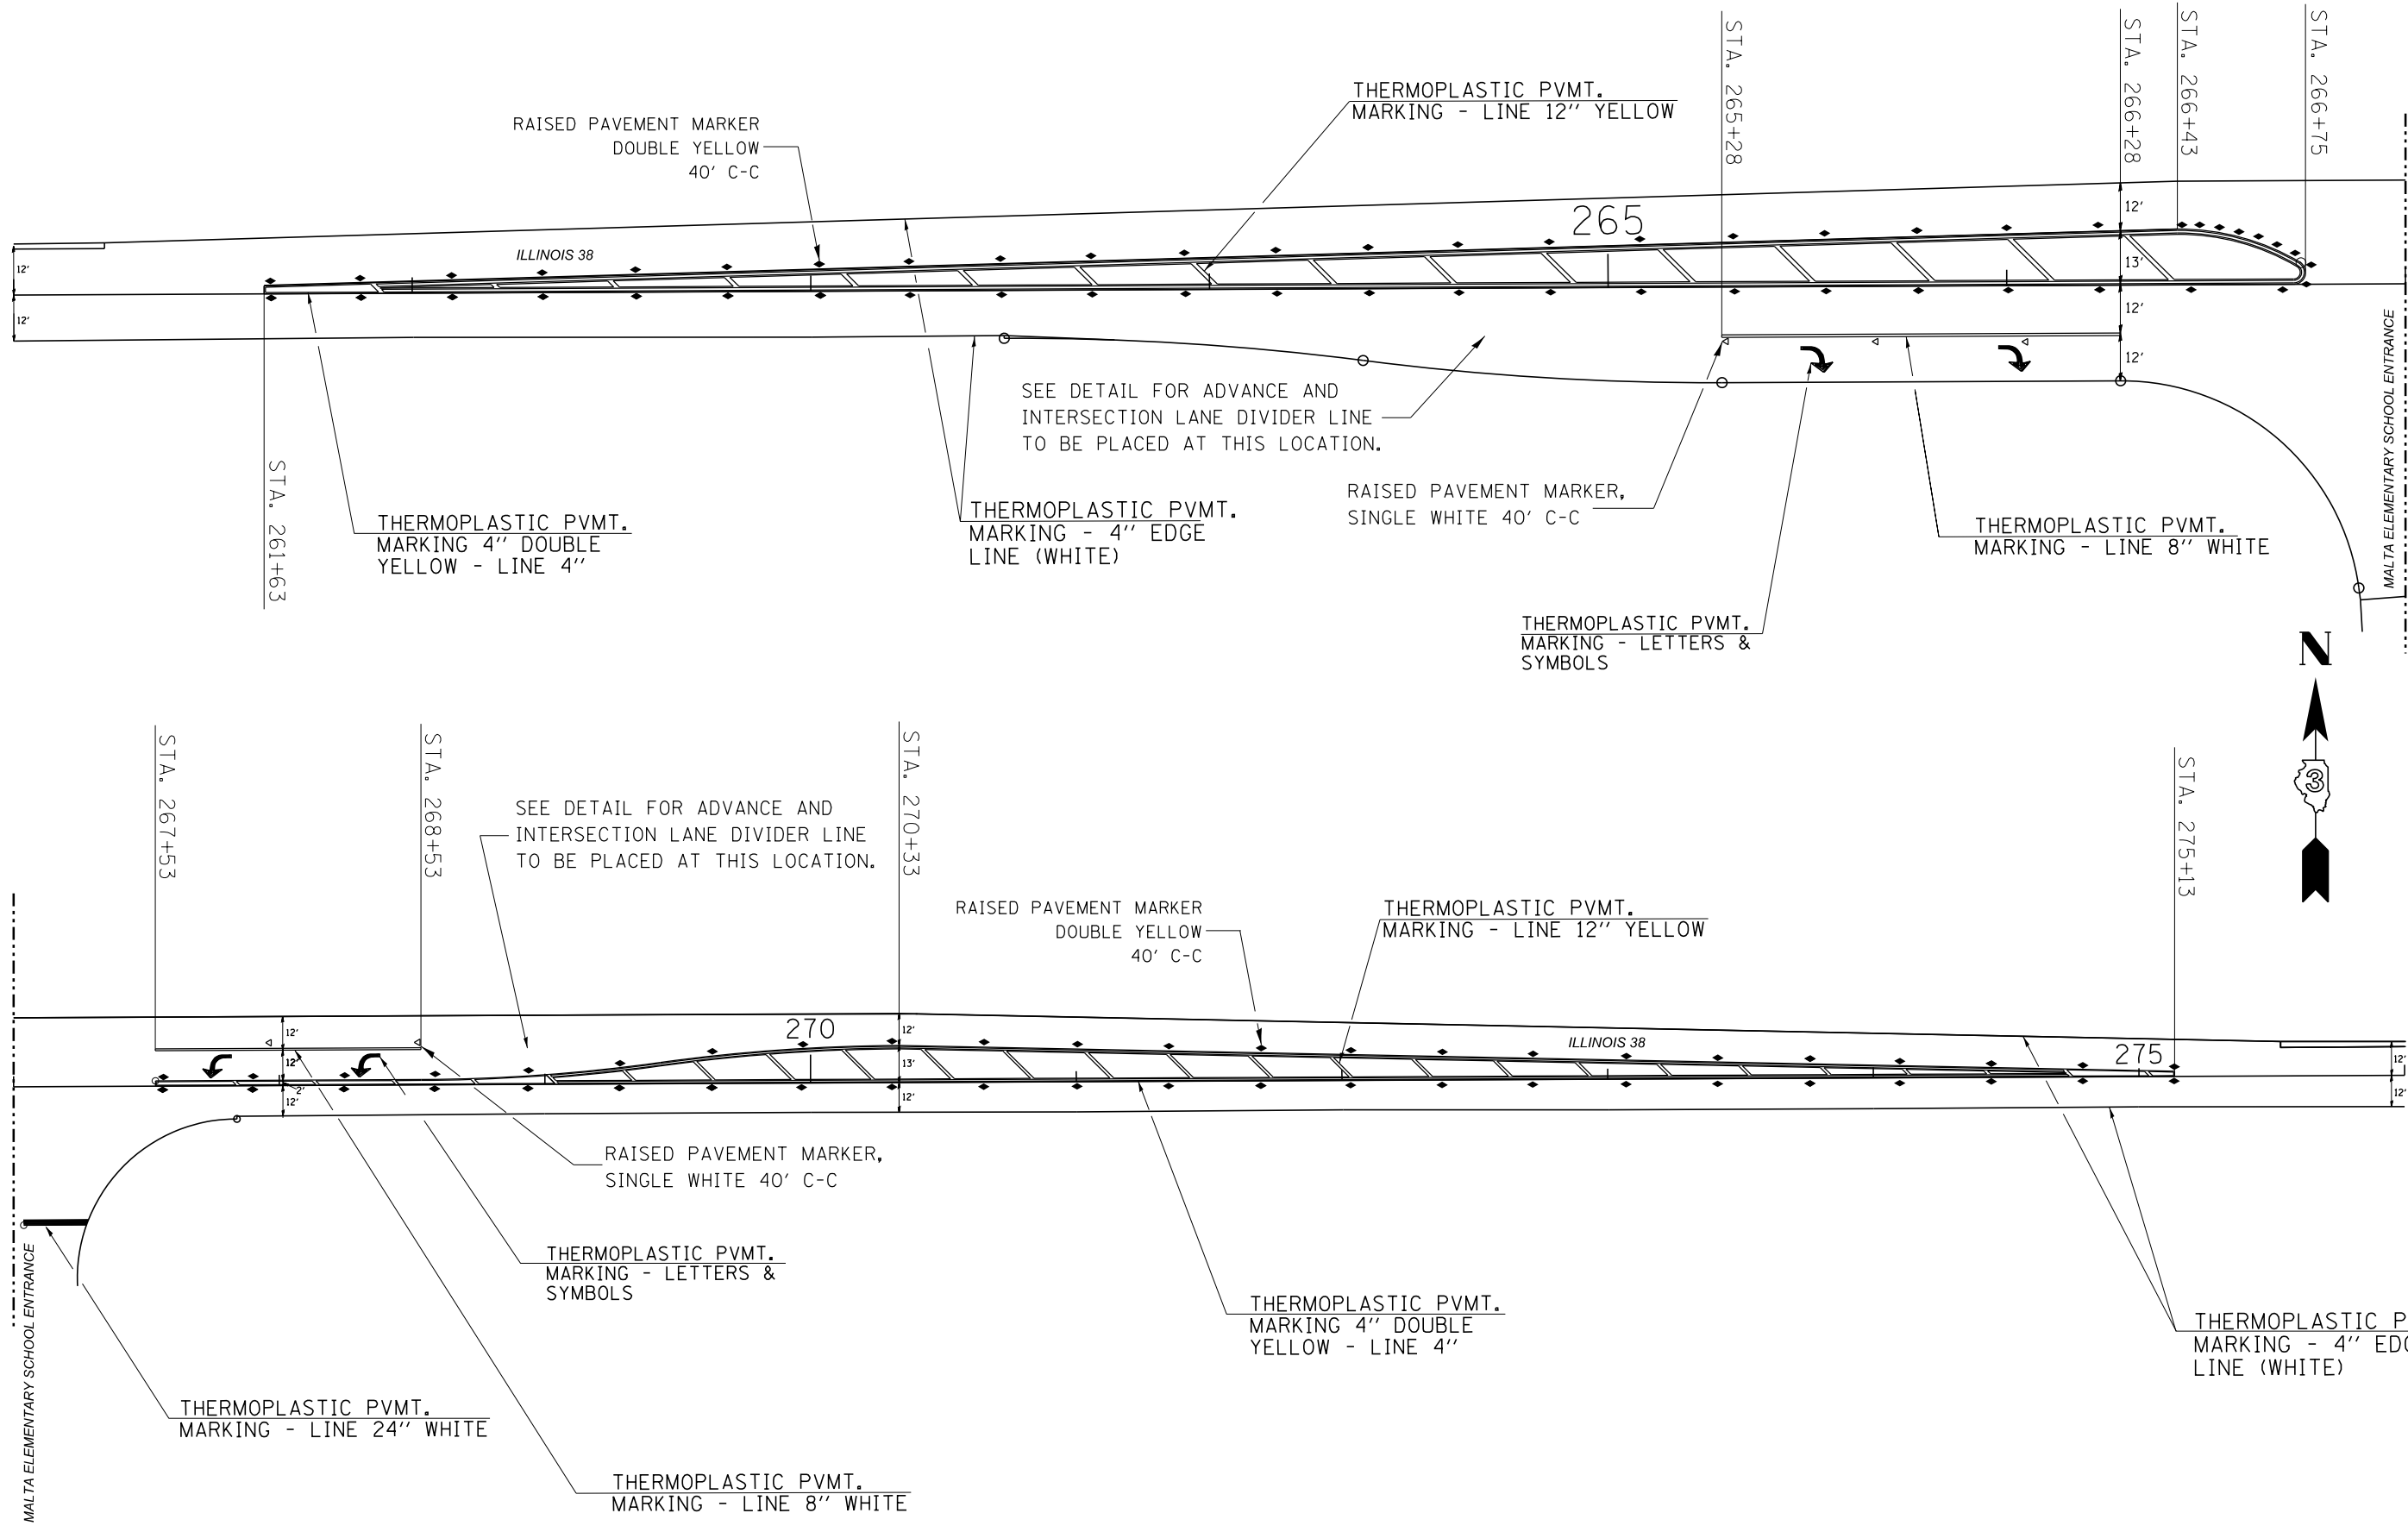 STA. 265+28
STA. 266+28
STA. 266+43
STA. 266+75
THERMOPLASTIC PVMT.
MARKING - LINE 12'' YELLOW
RAISED PAVEMENT MARKER
DOUBLE YELLOW
40' C-C
265
ILLINOIS 38
12'
12'
12'
13'
12'
12'
SEE DETAIL FOR ADVANCE AND
INTERSECTION LANE DIVIDER LINE
TO BE PLACED AT THIS LOCATION.
MALTA ELEMENTARY SCHOOL ENTRANCE
STA. 261+63
THERMOPLASTIC PVMT.
MARKING 4'' DOUBLE
YELLOW - LINE 4''
THERMOPLASTIC PVMT.
MARKING - 4'' EDGE
LINE (WHITE)
RAISED PAVEMENT MARKER,
SINGLE WHITE 40' C-C
THERMOPLASTIC PVMT.
MARKING - LINE 8'' WHITE
THERMOPLASTIC PVMT.
MARKING - LETTERS &
SYMBOLS
N
3
STA. 267+53
STA. 268+53
STA. 270+33
STA. 275+13
SEE DETAIL FOR ADVANCE AND
INTERSECTION LANE DIVIDER LINE
TO BE PLACED AT THIS LOCATION.
RAISED PAVEMENT MARKER
DOUBLE YELLOW
40' C-C
THERMOPLASTIC PVMT.
MARKING - LINE 12'' YELLOW
270
ILLINOIS 38
275
12'
12'
2'
12'
12'
13'
12'
12'
12'
RAISED PAVEMENT MARKER,
SINGLE WHITE 40' C-C
THERMOPLASTIC PVMT.
MARKING - LETTERS &
SYMBOLS
THERMOPLASTIC PVMT.
MARKING 4'' DOUBLE
YELLOW - LINE 4''
THERMOPLASTIC P
MARKING - 4'' EDG
LINE (WHITE)
MALTA ELEMENTARY SCHOOL ENTRANCE
THERMOPLASTIC PVMT.
MARKING - LINE 24'' WHITE
THERMOPLASTIC PVMT.
MARKING - LINE 8'' WHITE